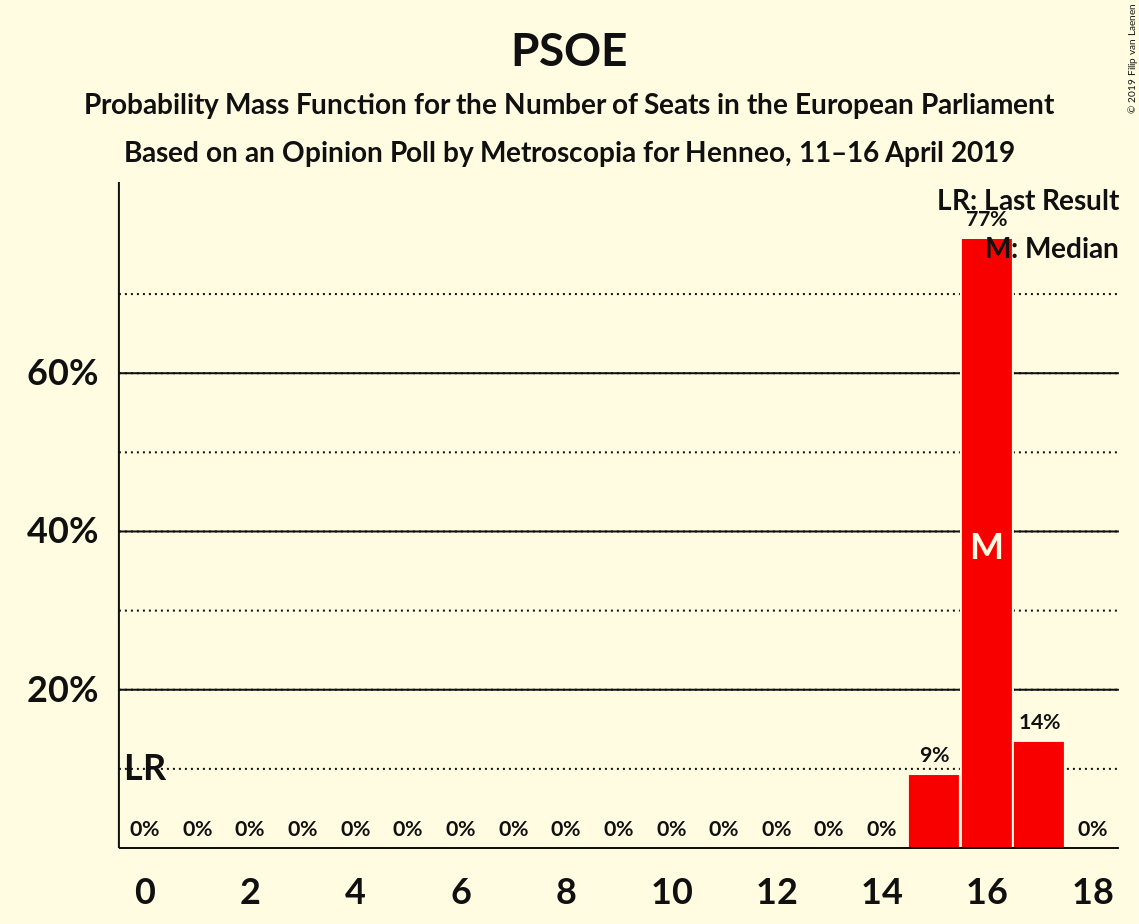 PSOE
Probability Mass Function for the Number of Seats in the European Parliament
Based on an Opinion Poll by Metroscopia for Henneo, 11–16 April 2019
© 2019 Filip van Laenen
LR: Last Result
77%
M: Median
60%
40%
M
20%
14%
9%
LR
0% 0% 0% 0% 0% 0% 0% 0% 0% 0% 0% 0% 0% 0% 0% 0%
0 2 4 6 8 10 12 14 16 18